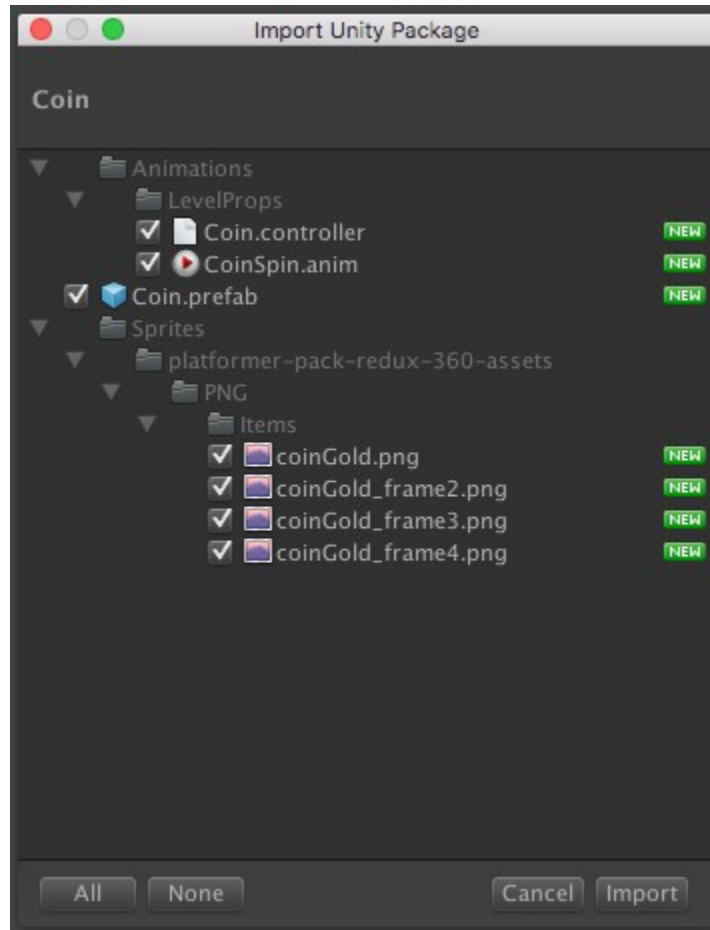 Import Unity Package
Coin
Animations
LevelProps
Coin.controller NEW
CoinSpin.anim NEW
Coin.prefab NEW
Sprites
platformer-pack-redux-360-assets
PNG
Items
coinGold.png NEW
coinGold_frame2.png NEW
coinGold_frame3.png NEW
coinGold_frame4.png NEW
All None Cancel Import